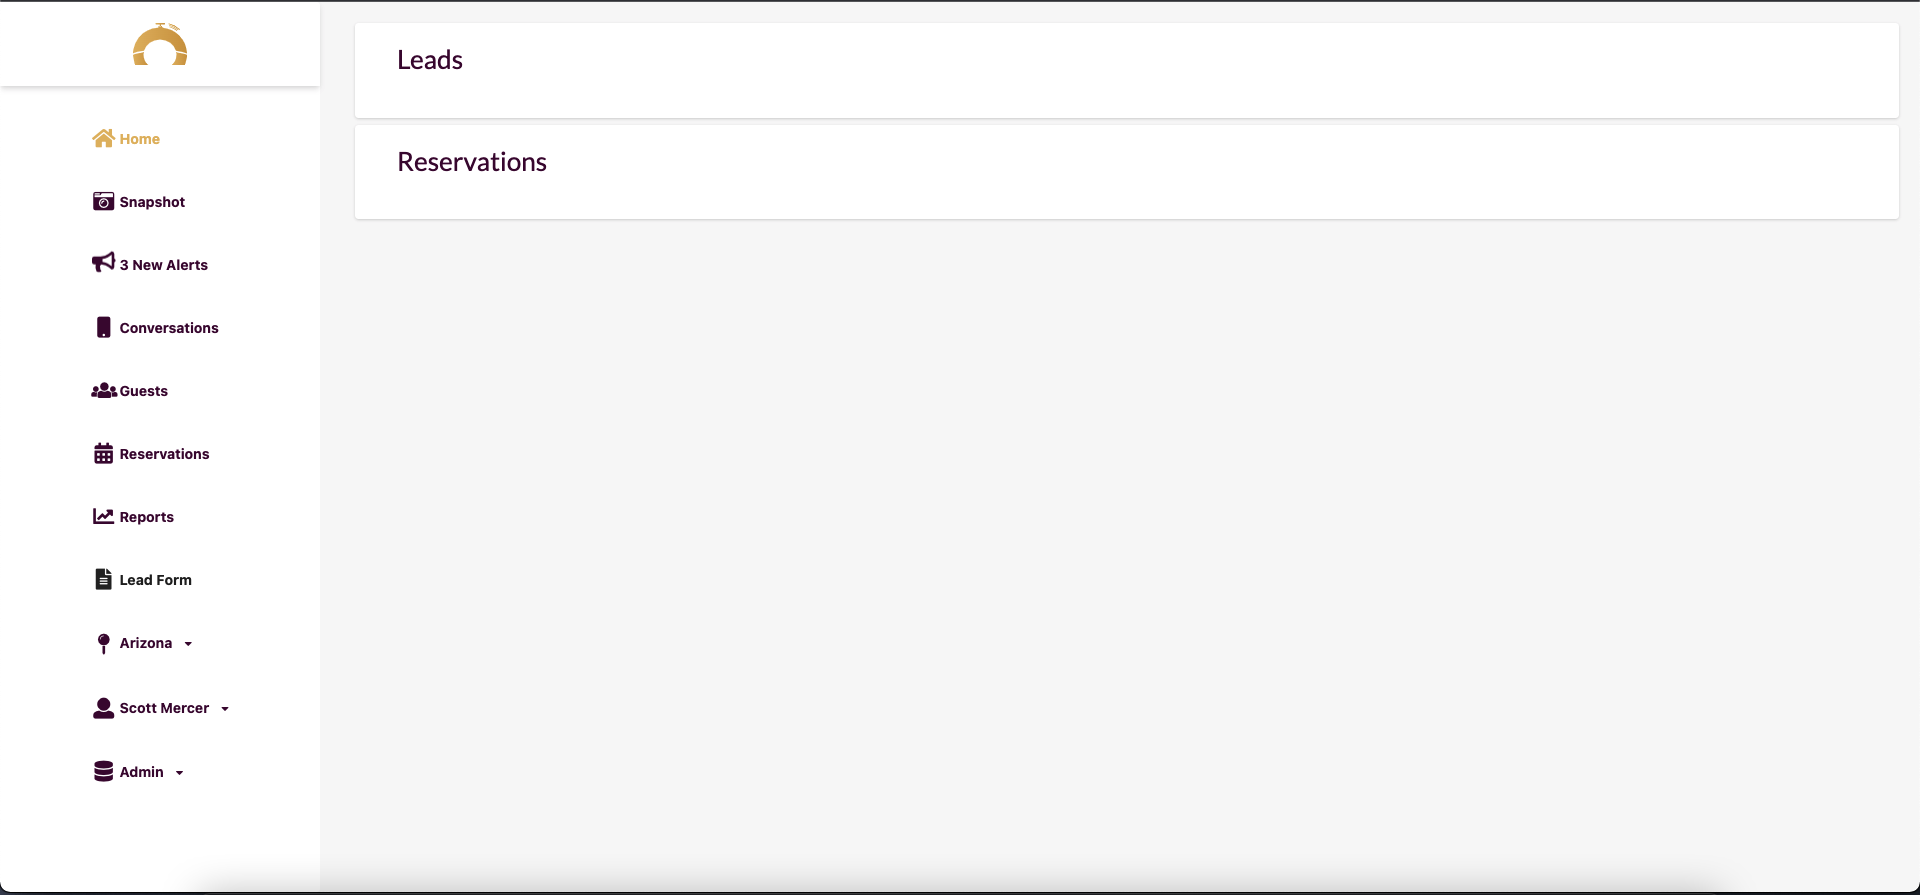 Home
Snapshot
3 New Alerts
Conversations
Guests
Reservations
Reports
Lead Form
Arizona
Scott Mercer
Admin
Leads
Reservations